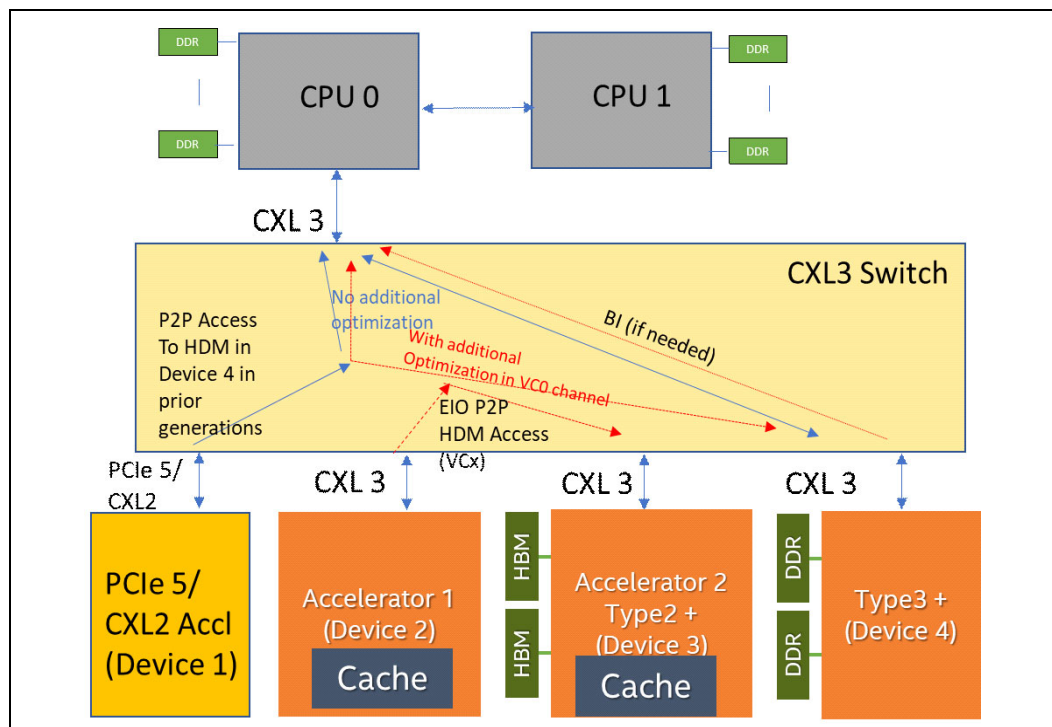 DDR
CPU 0
CPU 1
DDR
DDR
DDR
CXL 3
CXL3 Switch
No additional
optimization
P2P Access
To HDM in
Device 4 in
prior
generations
With additional
Optimization in VC0 channel
BI (if needed)
EIO P2P
HDM Access
(VCx)
PCIe 5/
CXL2
CXL 3
CXL 3
CXL 3
PCIe 5/
CXL2 Accl
(Device 1)
Accelerator 1
(Device 2)
Cache
HBM
HBM
Accelerator 2
Type2 +
(Device 3)
Cache
DDR
DDR
Type3 +
(Device 4)